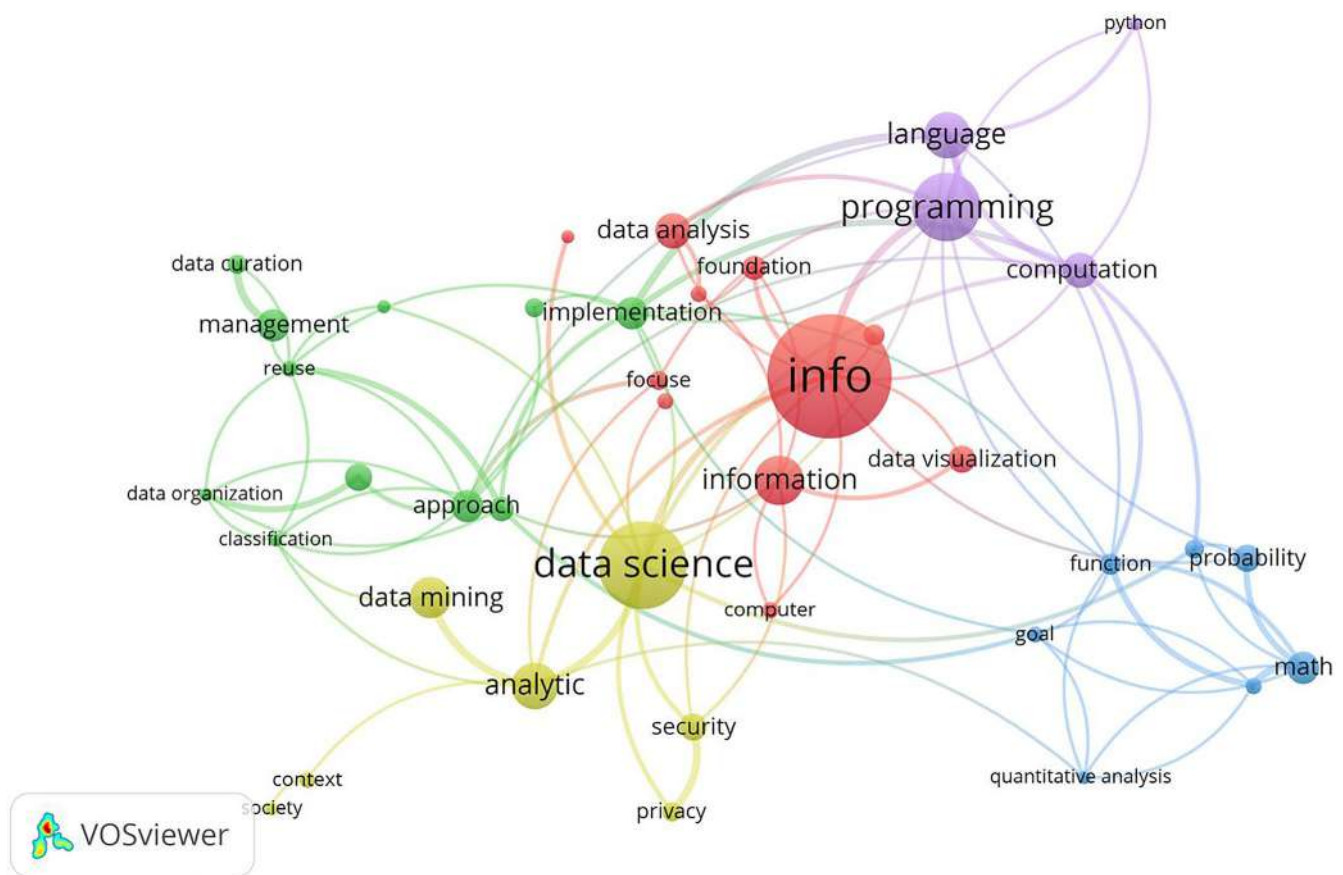 python
language
programming
data analysis
data curation
foundation
computation
implementation
management
reuse
info
focuse
data visualization
information
data organization
approach
classification
data science
function
probability
data mining
computer
goal
math
analytic
security
context
quantitative analysis
society
privacy
VOSviewer